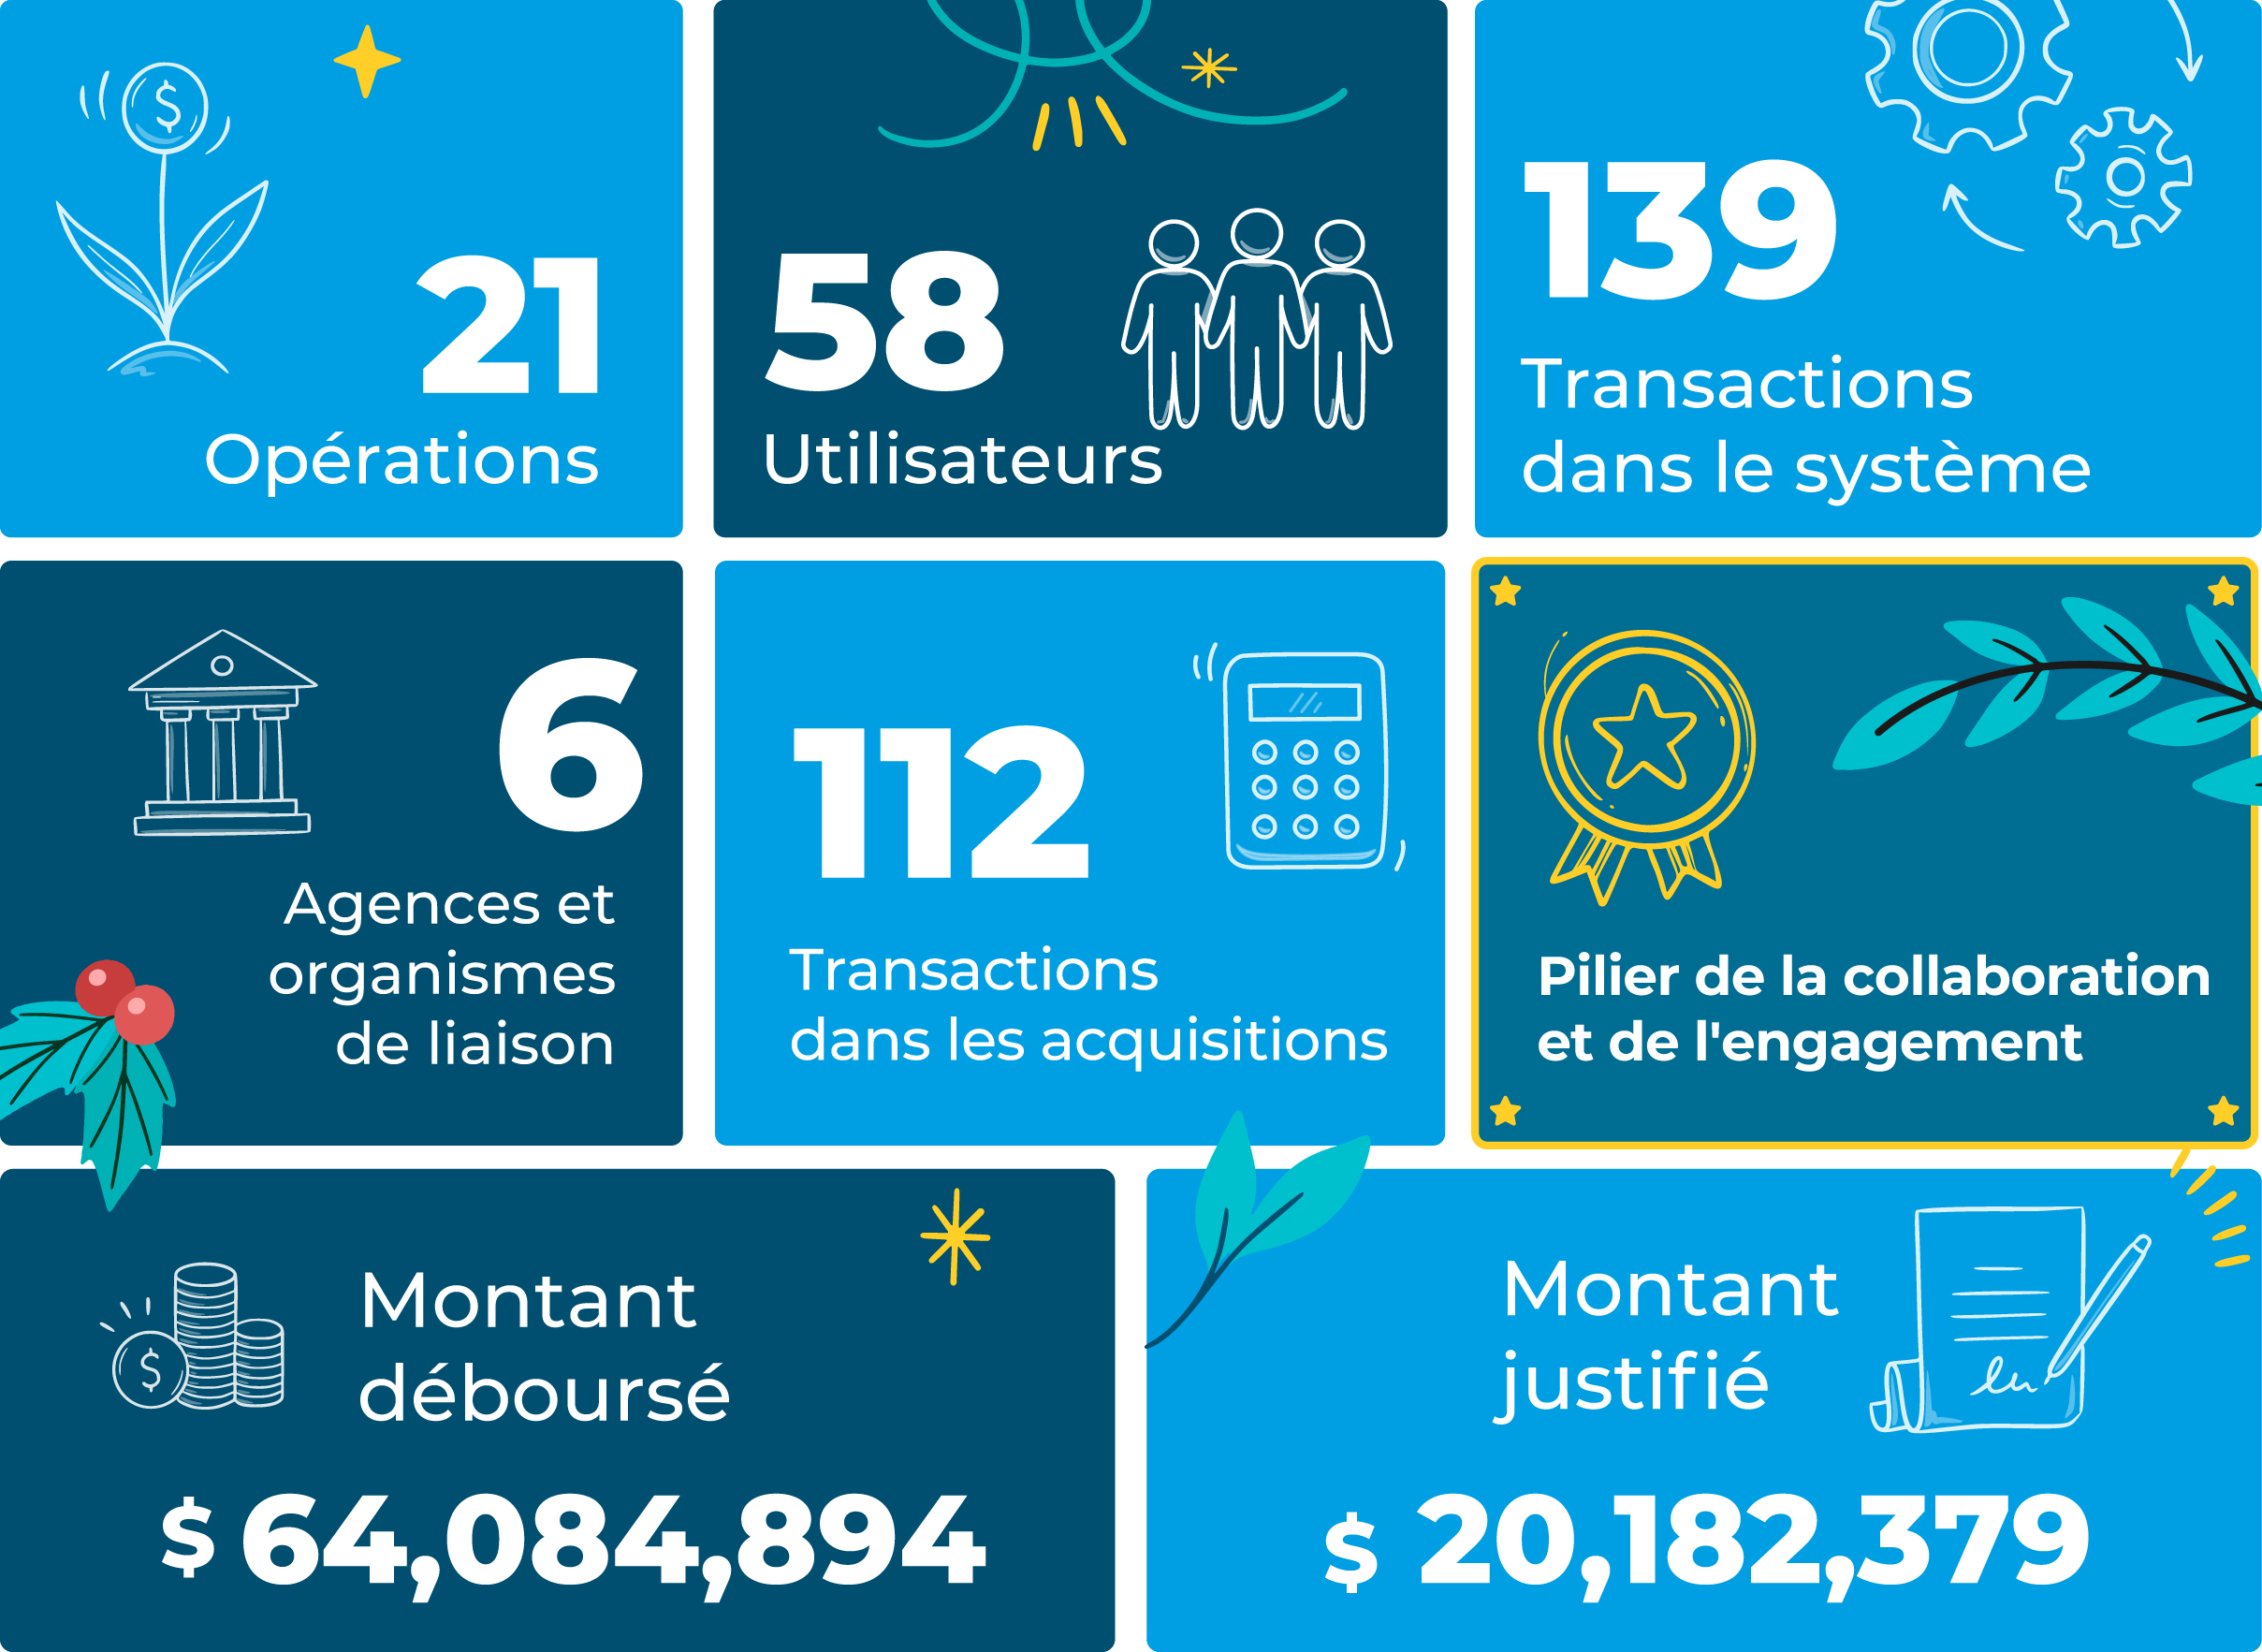 21
Opérations
58
Utilisateurs
139
Transactions
dans le système
6
Agences et
organismes
de liaison
112
Transactions
dans les acquisitions
Pilier de la collaboration
et de l'engagement
Montant
déboursé
$ 64,084,894
Montant
justifié
$ 20,182,379